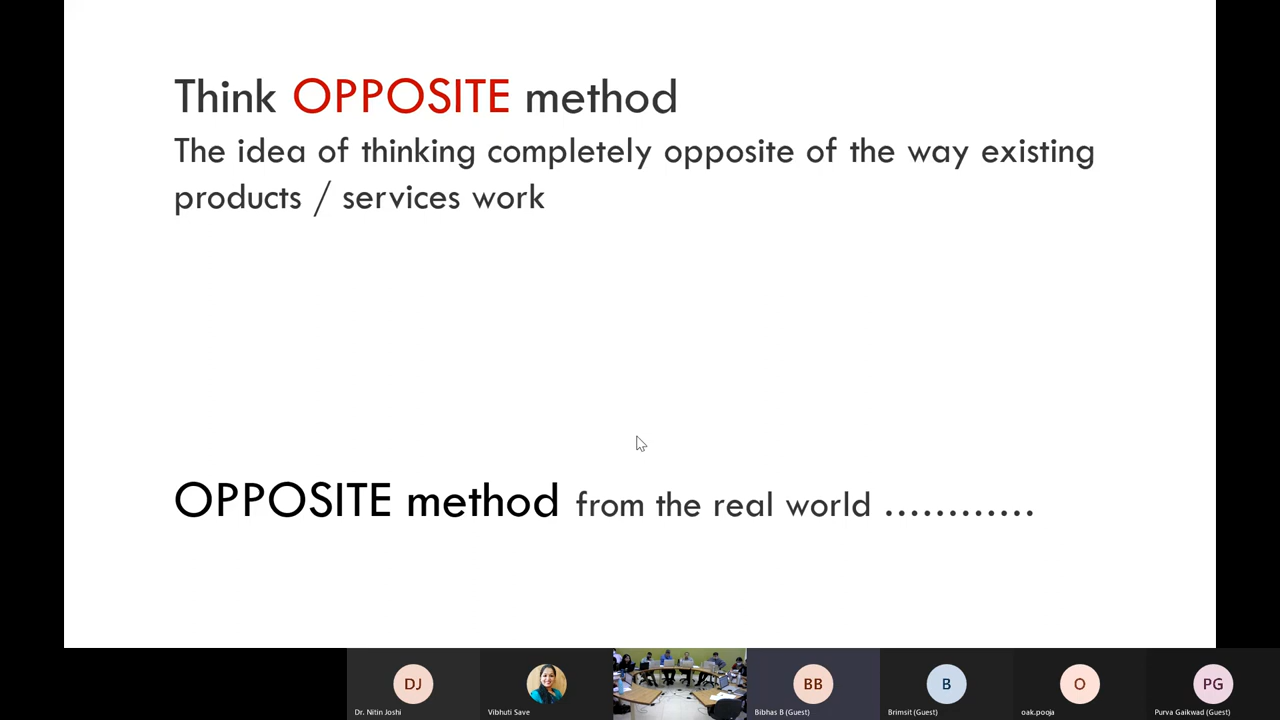 Think OPPOSITE method
The idea of thinking completely opposite of the way existing
products / services work
OPPOSITE method from the real world ............
DJ
BB
B
O
PG
Dr. Nitin Joshi
Vibhuti Save
Bibhas B (Guest)
Brimsit (Guest)
oak.pooja
Purva Gaikwad (Guest)